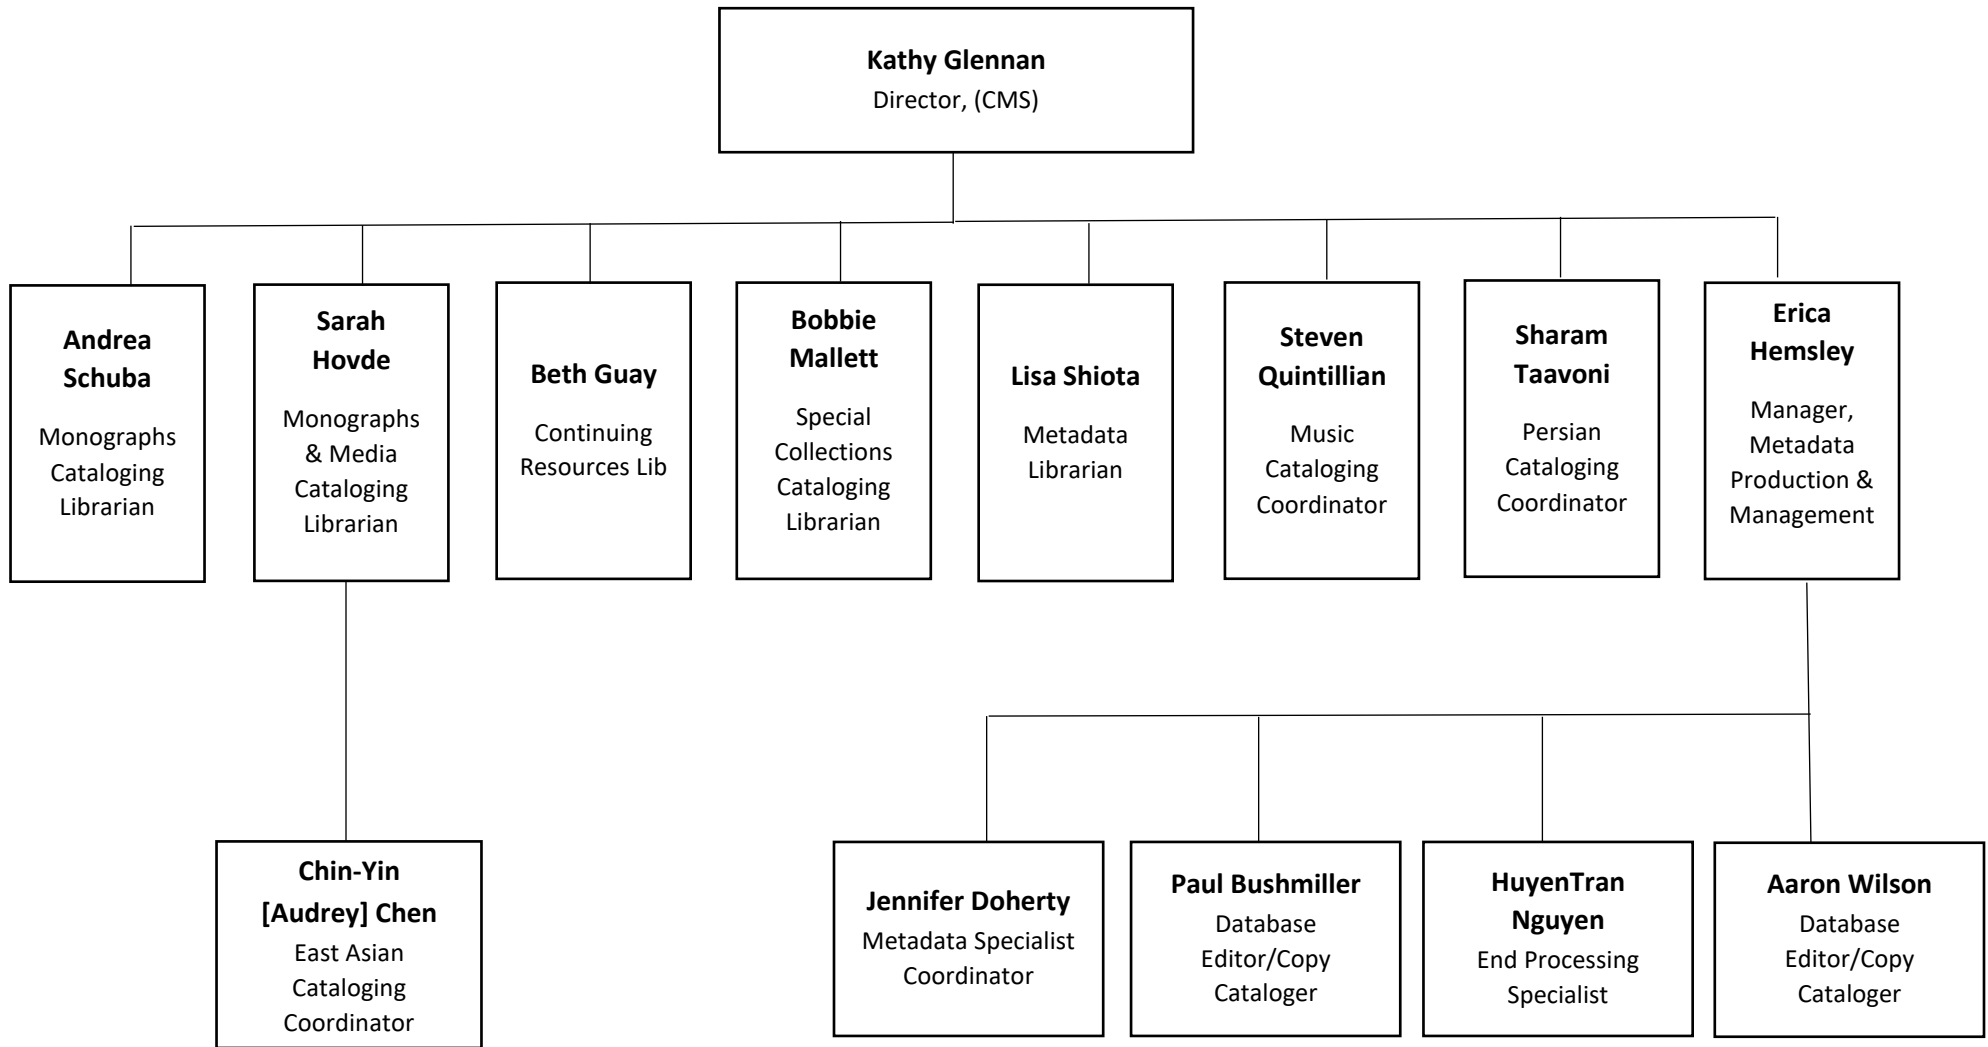 Kathy Glennan
Director, (CMS)
Andrea
Schuba
Monographs
Cataloging
Librarian
Sarah
Hovde
Monographs
& Media
Cataloging
Librarian
Beth Guay
Continuing
Resources Lib
Bobbie
Mallett
Special
Collections
Cataloging
Librarian
Lisa Shiota
Metadata
Librarian
Steven
Quintillian
Music
Cataloging
Coordinator
Sharam
Taavoni
Persian
Cataloging
Coordinator
Erica
Hemsley
Manager,
Metadata
Production &
Management
Chin-Yin
[Audrey] Chen
East Asian
Cataloging
Coordinator
Jennifer Doherty
Metadata Specialist
Coordinator
Paul Bushmiller
Database
Editor/Copy
Cataloger
HuyenTran
Nguyen
End Processing
Specialist
Aaron Wilson
Database
Editor/Copy
Cataloger